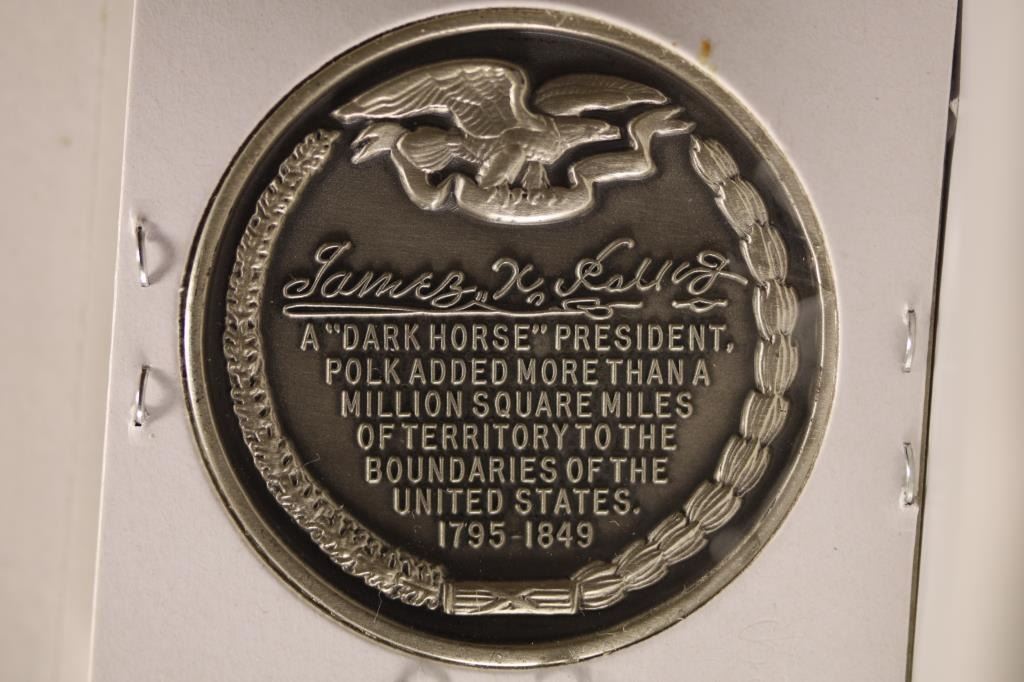 James K. Polk
A "DARK HORSE" PRESIDENT,
POLK ADDED MORE THAN A
MILLION SQUARE MILES
OF TERRITORY TO THE
BOUNDARIES OF THE
UNITED STATES.
1795-1849